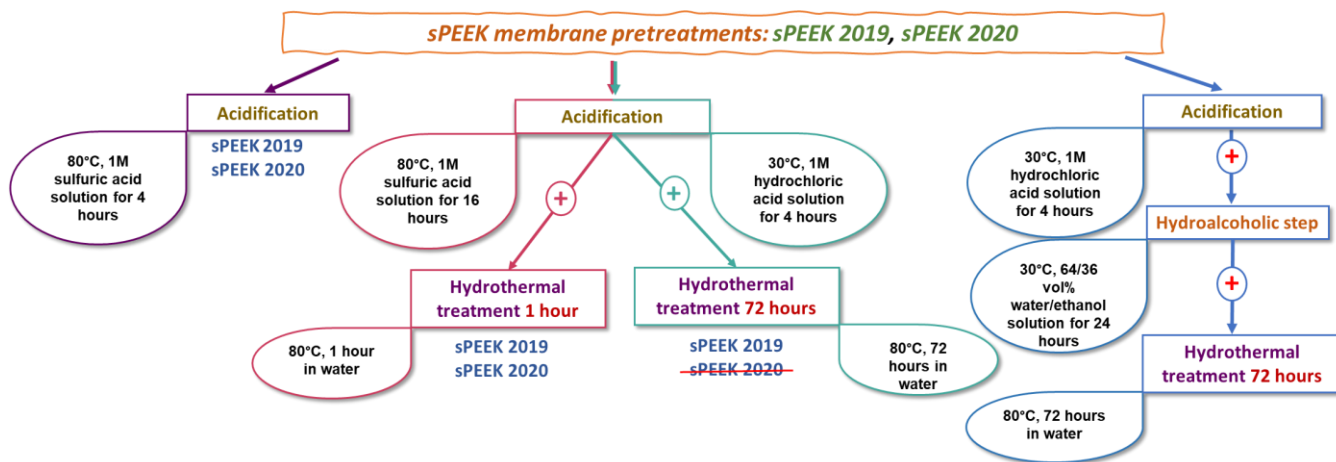 sPEEK membrane pretreatments: sPEEK 2019, sPEEK 2020
Acidification
80°C, 1M
sulfuric acid
solution for 4
hours
sPEEK 2019
sPEEK 2020
Acidification
80°C, 1M
sulfuric acid
solution for 16
hours
30°C, 1M
hydrochloric
acid solution
for 4 hours
+
+
Hydrothermal
treatment 1 hour
80°C, 1 hour
in water
sPEEK 2019
sPEEK 2020
Hydrothermal
treatment 72 hours
sPEEK 2019
sPEEK 2020
80°C, 72
hours in
water
Acidification
30°C, 1M
hydrochloric
acid solution
for 4 hours
+
Hydroalcoholic step
30°C, 64/36
vol%
water/ethanol
solution for 24
hours
+
Hydrothermal
treatment 72 hours
80°C, 72 hours
in water